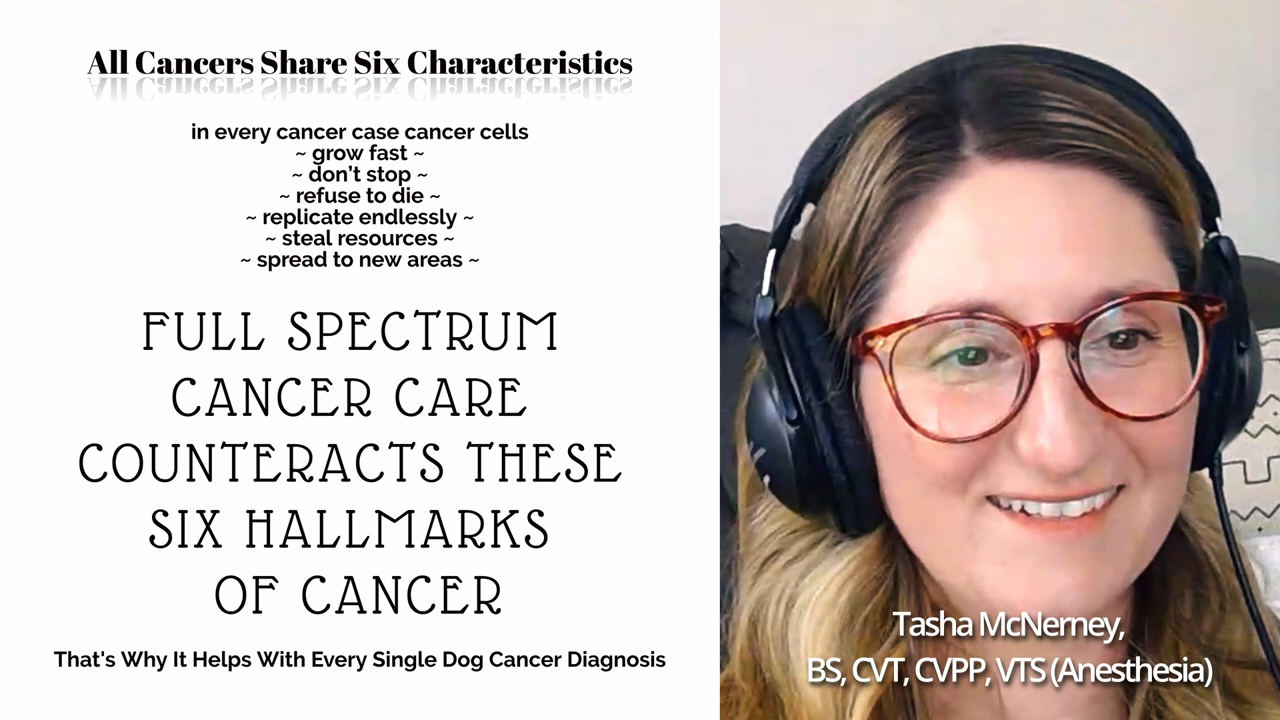 All Cancers Share Six Characteristics
in every cancer case cancer cells
~ grow fast ~
~ don't stop ~
~ refuse to die ~
~ replicate endlessly ~
~ steal resources ~
~ spread to new areas ~
FULL SPECTRUM
CANCER CARE
COUNTERACTS THESE
SIX HALLMARKS
OF CANCER
That's Why It Helps With Every Single Dog Cancer Diagnosis
Tasha McNerney,
BS, CVT, CVPP, VTS (Anesthesia)